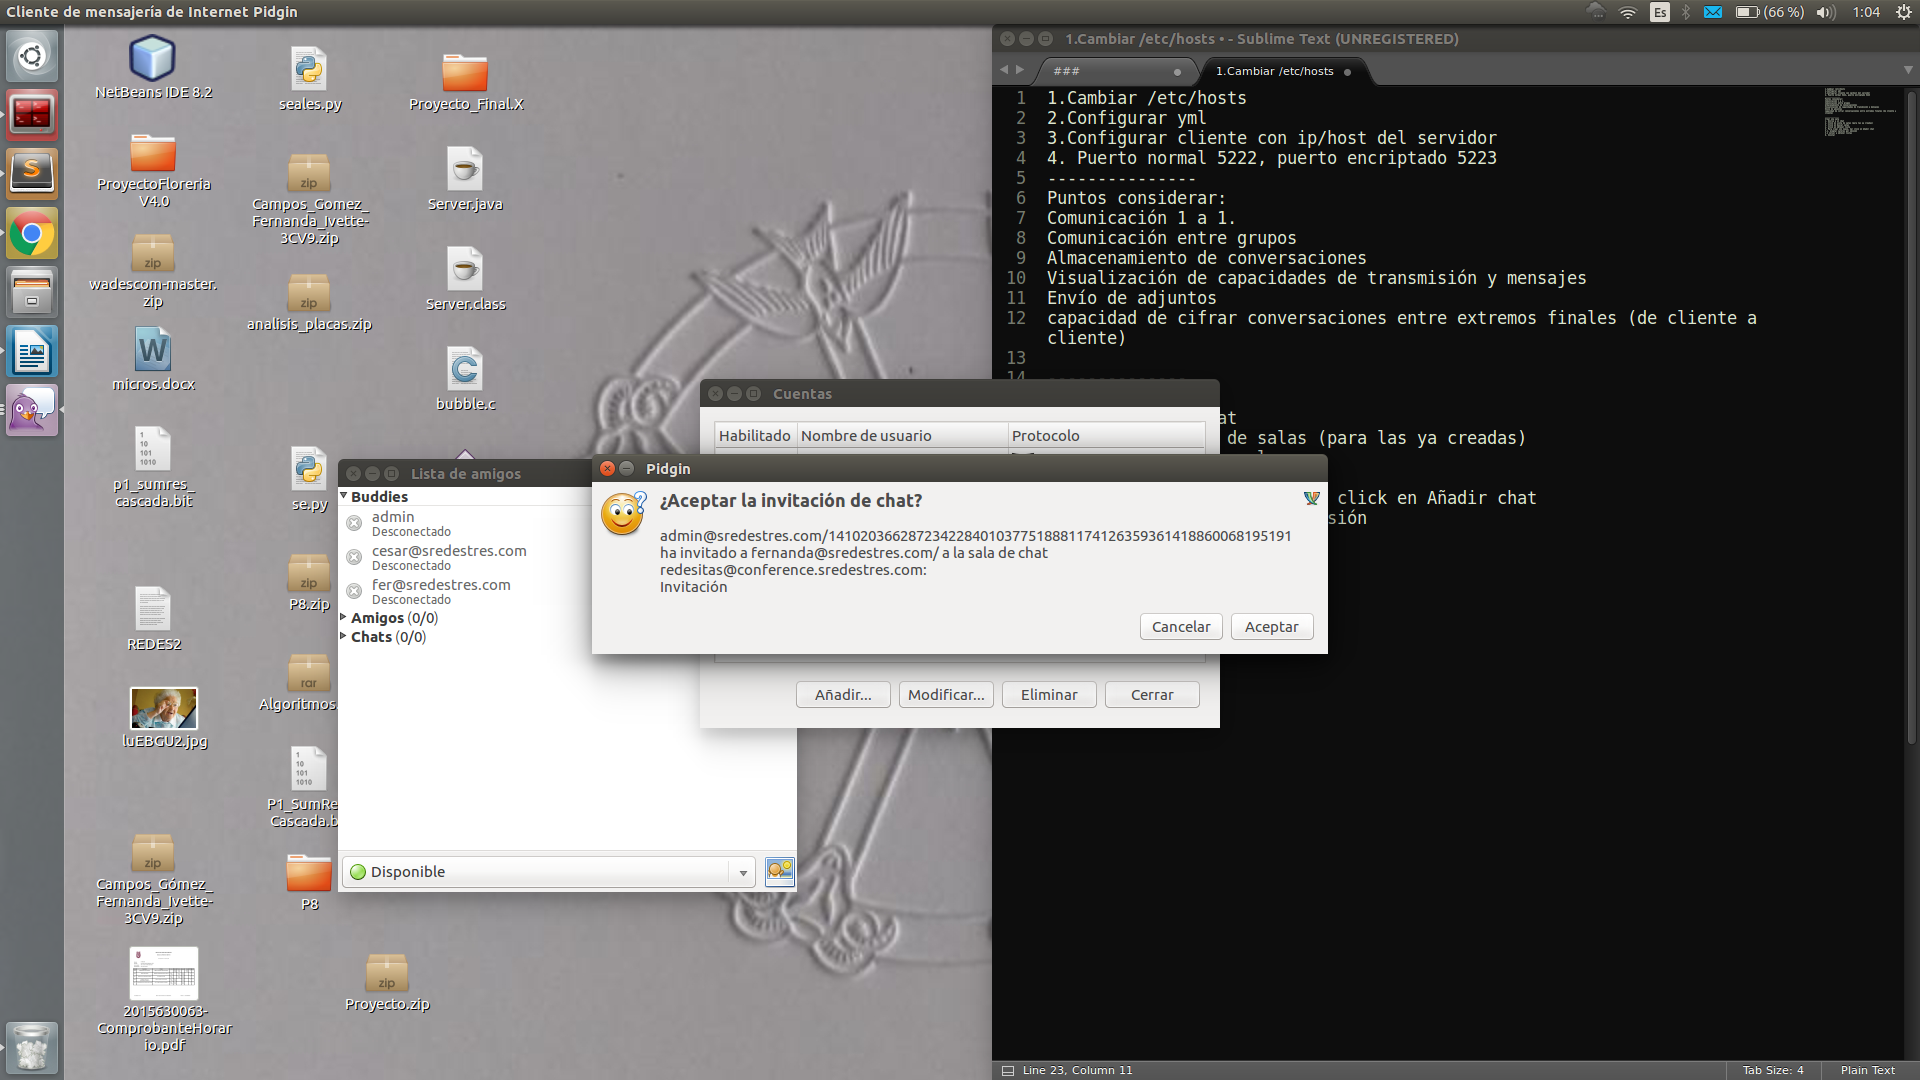 Cliente de mensajería de Internet Pidgin
Es
(66 %)
1:04
NetBeans IDE 8.2
seales.py
Proyecto_Final.X
ProyectoFloreria
V4.0
Campos_Gomez_
Fernanda_Ivette-
3CV9.zip
Server.java
wadescom-master.
zip
analisis_placas.zip
Server.class
micros.docx
bubble.c
p1_sumres_
cascada.bit
se.py
REDES2
P8.zip
luEBGU2.jpg
Algoritmos.
P1_SumRe
Cascada.b
Campos_Gómez_
Fernanda_Ivette-
3CV9.zip
P8
2015630063-
ComprobanteHorar
io.pdf
Proyecto.zip
zip
zip
zip
zip
rar
zip
zip
1.Cambiar /etc/hosts • - Sublime Text (UNREGISTERED)
###
1.Cambiar /etc/hosts
1 1.Cambiar /etc/hosts
2 2.Configurar yml
3 3.Configurar cliente con ip/host del servidor
4 4. Puerto normal 5222, puerto encriptado 5223
5 ---------------
6 Puntos considerar:
7 Comunicación 1 a 1.
8 Comunicación entre grupos
9 Almacenamiento de conversaciones
10 Visualización de capacidades de transmisión y mensajes
11 Envío de adjuntos
12 capacidad de cifrar conversaciones entre extremos finales (de cliente a
cliente)
13
14
at
de salas (para las ya creadas)
click en Añadir chat
sión
Line 23, Column 11
Tab Size: 4
Plain Text
Cuentas
Habilitado
Nombre de usuario
Protocolo
Añadir...
Modificar...
Eliminar
Cerrar
Lista de amigos
Buddies
admin
Desconectado
cesar@sredestres.com
Desconectado
fer@sredestres.com
Desconectado
Amigos (0/0)
Chats (0/0)
Disponible
Pidgin
¿Aceptar la invitación de chat?
admin@sredestres.com/14102036628723422840103775188811741263593614188600681​95191
ha invitado a fernanda@sredestres.com/ a la sala de chat
redesitas@conference.sredestres.com:
Invitación
Cancelar
Aceptar